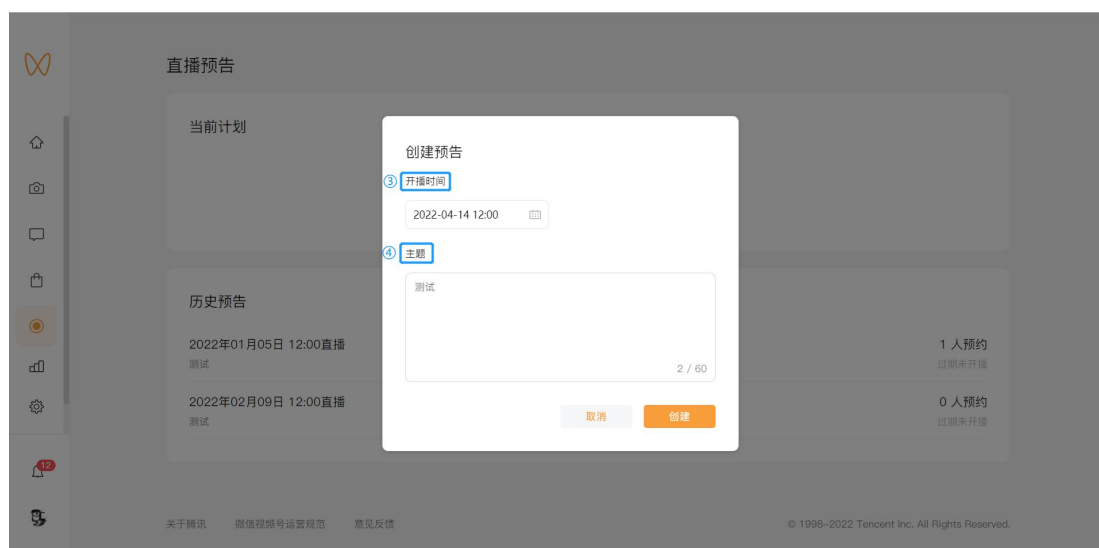 直播预告
当前计划
创建预告
③ 开播时间
2022-04-14 12:00
④ 主题
测试
2 / 60
取消 创建
历史预告
2022年01月05日 12:00直播 1 人预约
测试 过期未开播
2022年02月09日 12:00直播 0 人预约
测试 过期未开播
12
关于腾讯 微信视频号运营规范 意见反馈 © 1998-2022 Tencent Inc. All Rights Reserved.